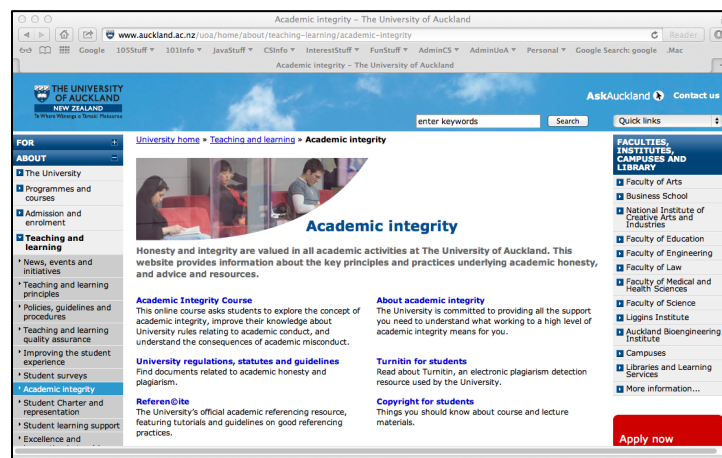 Academic integrity – The University of Auckland
www.auckland.ac.nz/uoa/home/about/teaching-learning/academic-integrity
Reader
Google 105Stuff 101Info JavaStuff CSInfo InterestStuff FunStuff AdminCS AdminUoA Personal Google Search: google .Mac
Academic integrity – The University of Auckland
THE UNIVERSITY
OF AUCKLAND
NEW ZEALAND
Te Whare Wānanga o Tāmaki Makaurau
AskAuckland Contact us
enter keywords Search Quick links
FOR
ABOUT
The University
Programmes and
courses
Admission and
enrolment
Teaching and
learning
News, events and
initiatives
Teaching and learning
principles
Policies, guidelines and
procedures
Teaching and learning
quality assurance
Improving the student
experience
Student surveys
Academic integrity
Student Charter and
representation
Student learning support
Excellence and
University home » Teaching and learning » Academic integrity
Academic integrity
Honesty and integrity are valued in all academic activities at The University of Auckland. This
website provides information about the key principles and practices underlying academic honesty,
and advice and resources.
Academic Integrity Course
This online course asks students to explore the concept of
academic integrity, improve their knowledge about
University rules relating to academic conduct, and
understand the consequences of academic misconduct.
University regulations, statutes and guidelines
Find documents related to academic honesty and
plagiarism.
Referen©ite
The University's official academic referencing resource,
featuring tutorials and guidelines on good referencing
practices.
About academic integrity
The University is committed to providing all the support
you need to understand what working to a high level of
academic integrity means for you.
Turnitin for students
Read about Turnitin, an electronic plagiarism detection
resource used by the University.
Copyright for students
Things you should know about course and lecture
materials.
FACULTIES,
INSTITUTES,
CAMPUSES AND
LIBRARY
Faculty of Arts
Business School
National Institute of
Creative Arts and
Industries
Faculty of Education
Faculty of Engineering
Faculty of Law
Faculty of Medical and
Health Sciences
Faculty of Science
Liggins Institute
Auckland Bioengineering
Institute
Campuses
Libraries and Learning
Services
More information...
Apply now